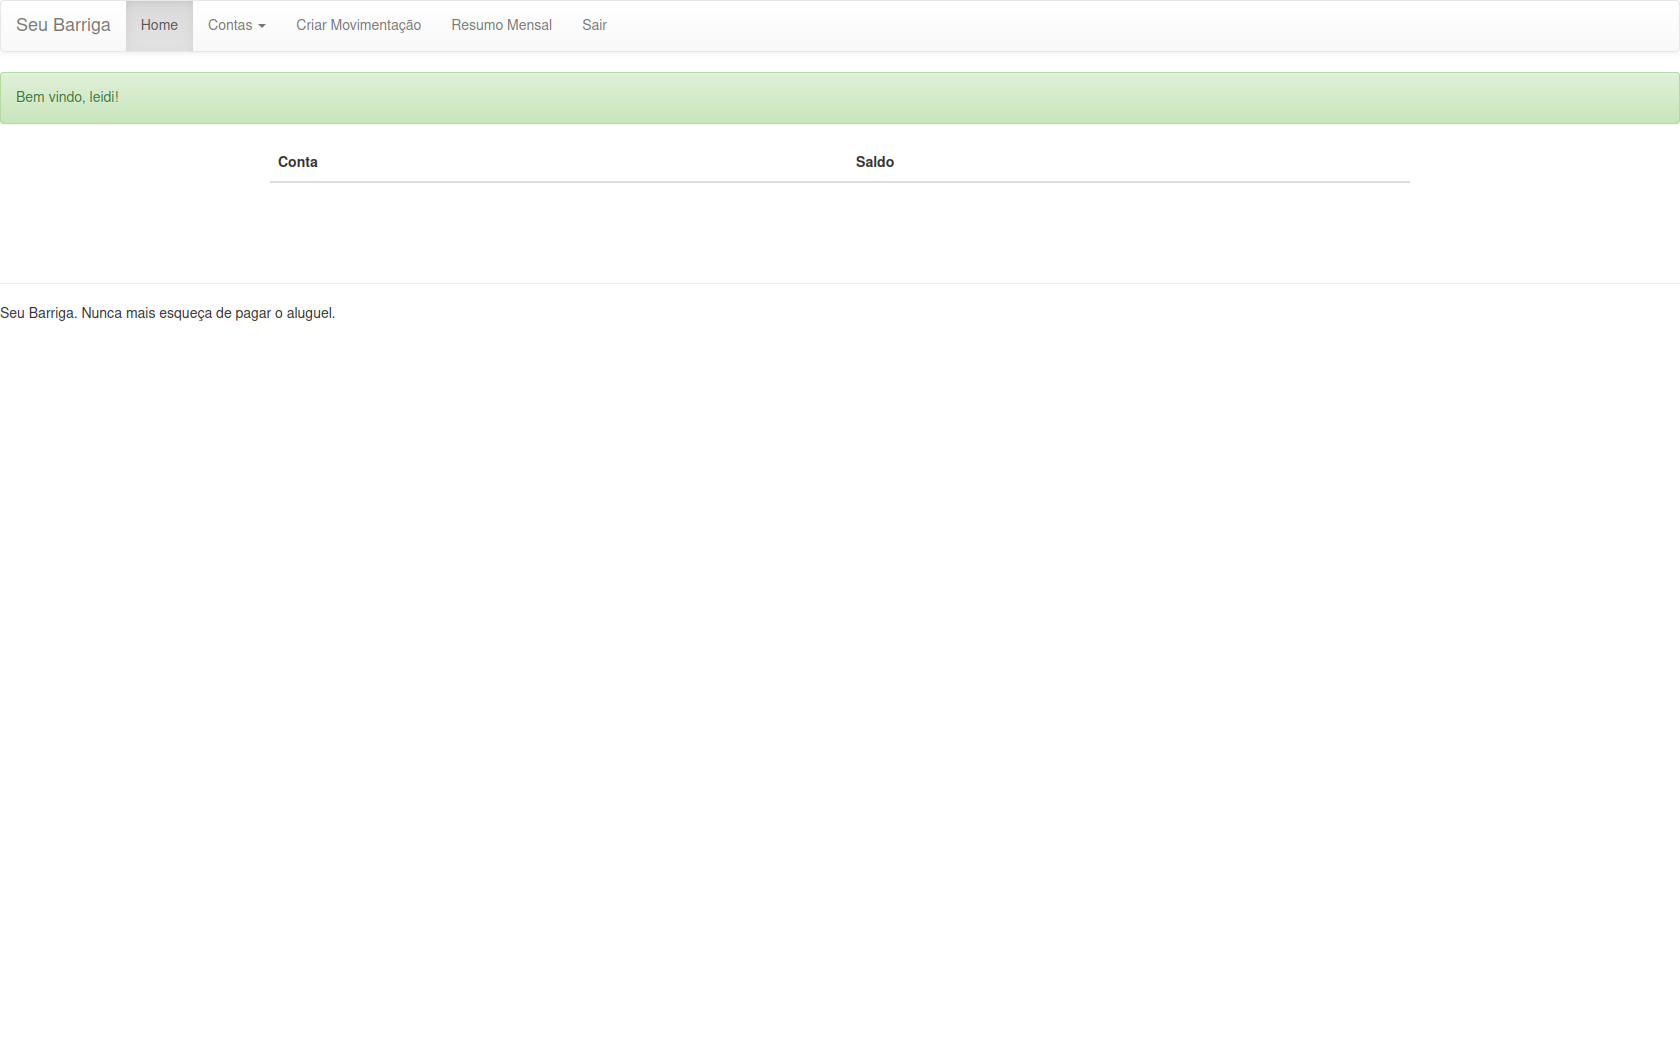 Seu Barriga Home Contas Criar Movimentação Resumo Mensal Sair
Bem vindo, leidi!
Conta Saldo
Seu Barriga. Nunca mais esqueça de pagar o aluguel.